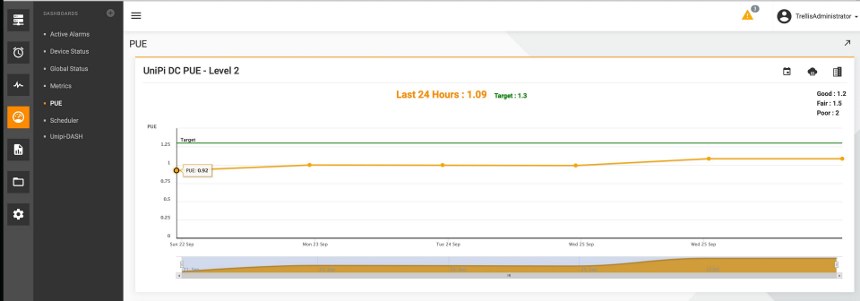 DASHBOARDS
TrellisAdministrator
Active Alarms
Device Status
Global Status
Metrics
PUE
Scheduler
Unipi-DASH
PUE
UniPi DC PUE - Level 2
Last 24 Hours : 1.09 Target : 1.3
Good : 1.2
Fair : 1.5
Poor : 2
PUE
Target
1.25
1
PUE: 0.92
0.75
0.5
0.25
0
Sun 22 Sep
Mon 23 Sep
Tue 24 Sep
Wed 25 Sep
Wed 25 Sep